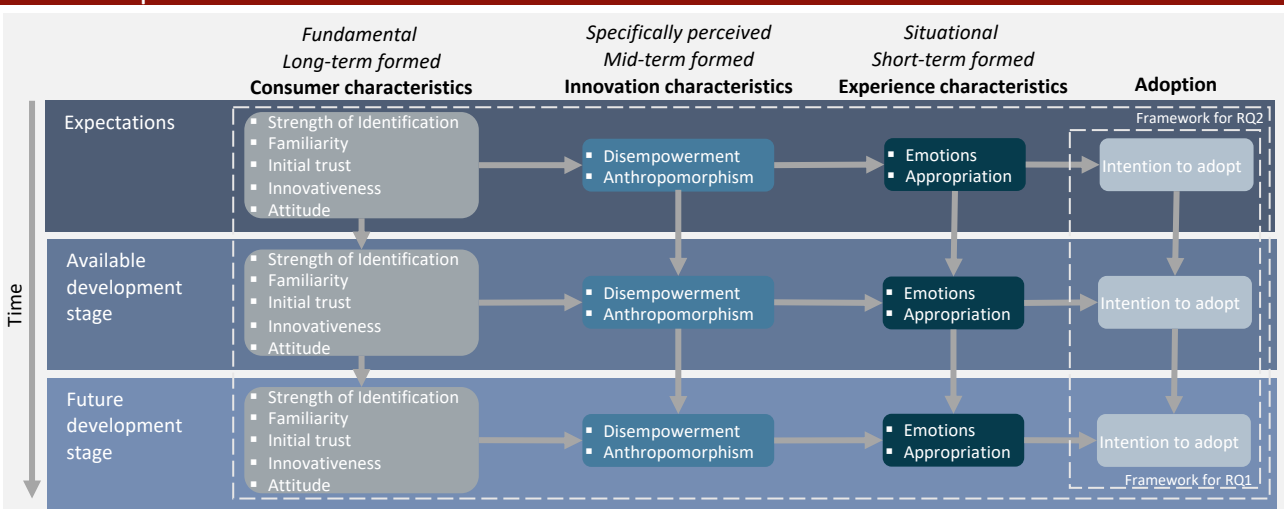 Fundamental
Long-term formed
Consumer characteristics
Specifically perceived
Mid-term formed
Innovation characteristics
Situational
Short-term formed
Experience characteristics
Adoption
Time
Framework for RQ2
Expectations
▪ Strength of Identification
▪ Familiarity
▪ Initial trust
▪ Innovativeness
▪ Attitude
▪ Disempowerment
▪ Anthropomorphism
▪ Emotions
▪ Appropriation
Intention to adopt
Available
development
stage
▪ Strength of Identification
▪ Familiarity
▪ Initial trust
▪ Innovativeness
▪ Attitude
▪ Disempowerment
▪ Anthropomorphism
▪ Emotions
▪ Appropriation
Intention to adopt
Future
development
stage
▪ Strength of Identification
▪ Familiarity
▪ Initial trust
▪ Innovativeness
▪ Attitude
▪ Disempowerment
▪ Anthropomorphism
▪ Emotions
▪ Appropriation
Intention to adopt
Framework for RQ1